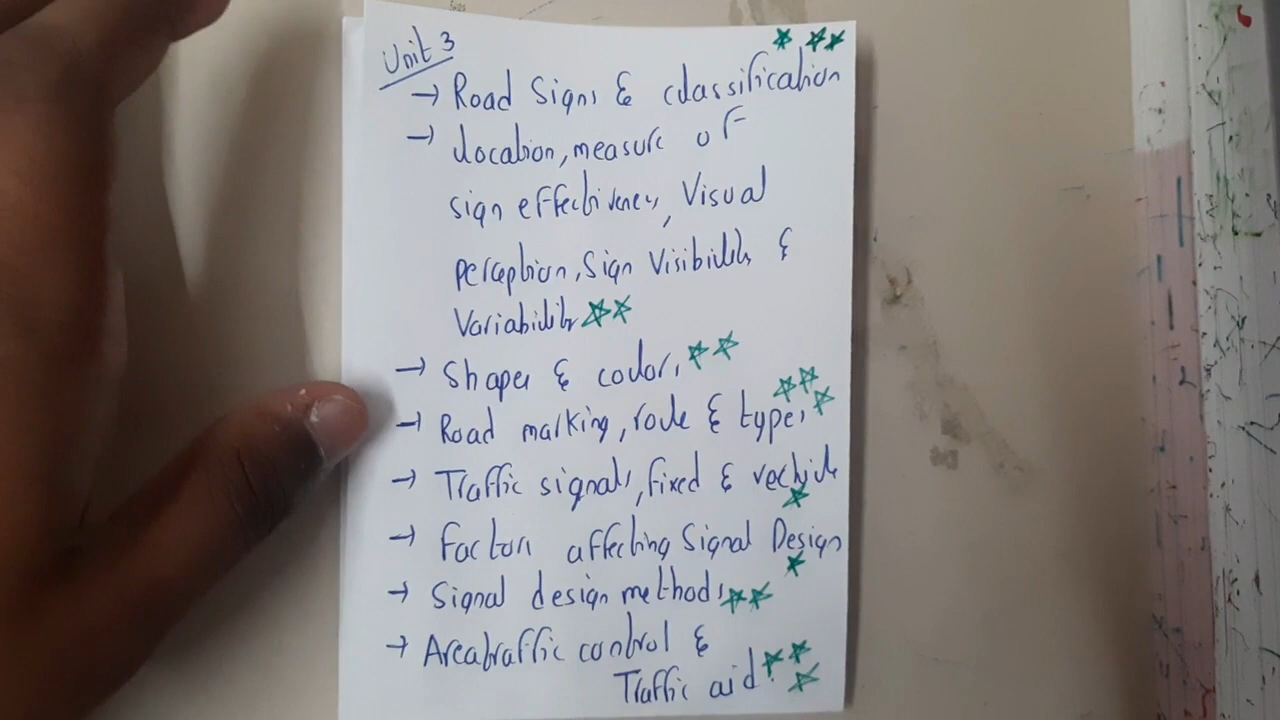 Unit 3
→ Road Signs & classification
→ Location, measure of
sign effectiveness, Visual
perception, Sign Visibility &
Variability
→ Shapes & colors
→ Road marking, role & types
→ Traffic signals, fixed & vechicle
→ Factors affecting Signal Design
→ Signal design methods
→ Area traffic control &
Traffic aid